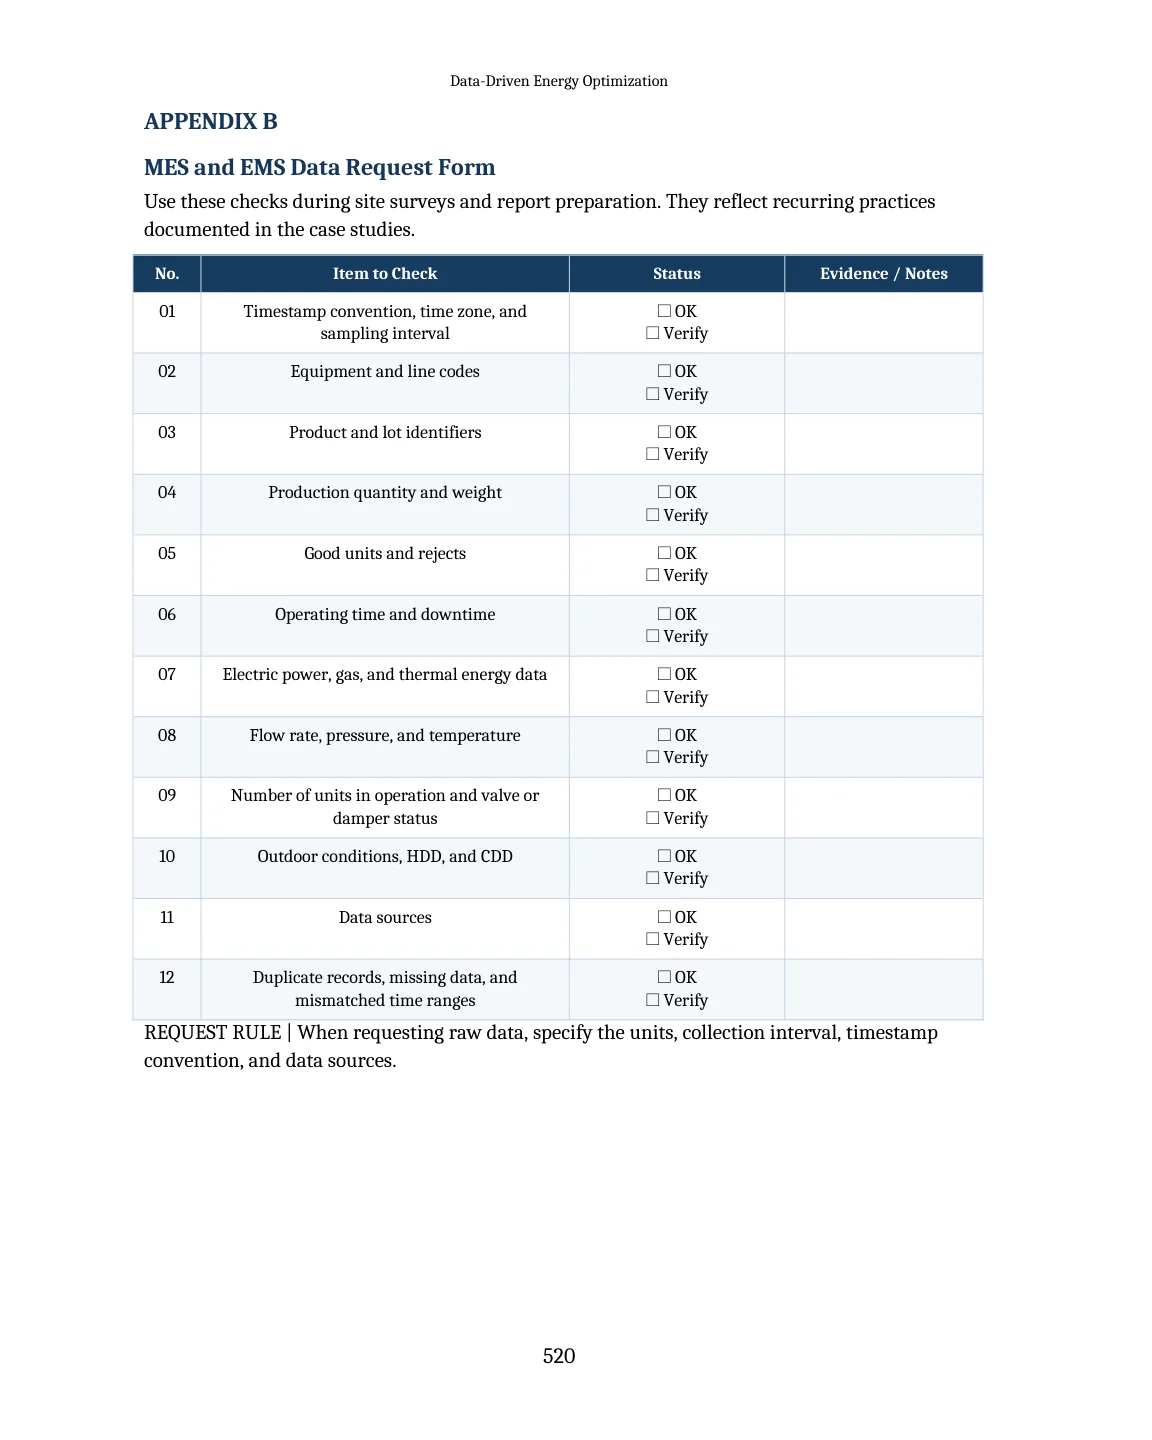 Data-Driven Energy Optimization
APPENDIX B
MES and EMS Data Request Form
Use these checks during site surveys and report preparation. They reflect recurring practices
documented in the case studies.
No. Item to Check Status Evidence / Notes
01 Timestamp convention, time zone, and ☐ OK
sampling interval ☐ Verify
02 Equipment and line codes ☐ OK
☐ Verify
03 Product and lot identifiers ☐ OK
☐ Verify
04 Production quantity and weight ☐ OK
☐ Verify
05 Good units and rejects ☐ OK
☐ Verify
06 Operating time and downtime ☐ OK
☐ Verify
07 Electric power, gas, and thermal energy data ☐ OK
☐ Verify
08 Flow rate, pressure, and temperature ☐ OK
☐ Verify
09 Number of units in operation and valve or ☐ OK
damper status ☐ Verify
10 Outdoor conditions, HDD, and CDD ☐ OK
☐ Verify
11 Data sources ☐ OK
☐ Verify
12 Duplicate records, missing data, and ☐ OK
mismatched time ranges ☐ Verify
REQUEST RULE | When requesting raw data, specify the units, collection interval, timestamp
convention, and data sources.
520